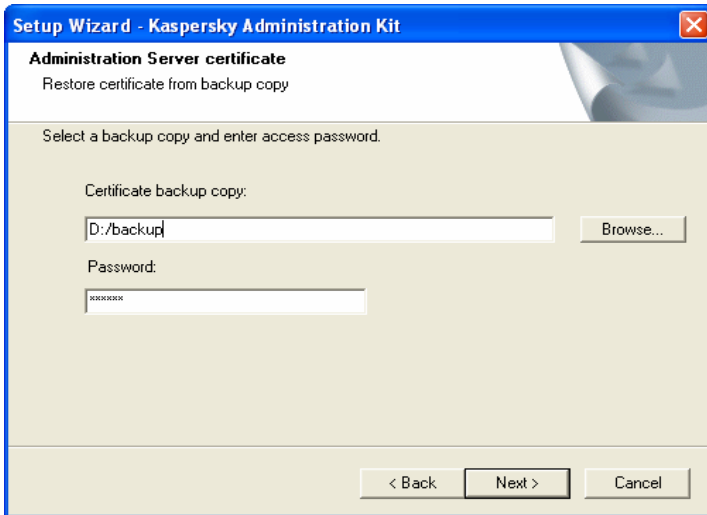 Setup Wizard - Kaspersky Administration Kit
Administration Server certificate
Restore certificate from backup copy
Select a backup copy and enter access password.
Certificate backup copy:
D:/backup
Browse...
Password:
******
< Back
Next >
Cancel